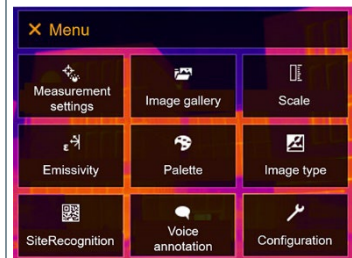 Menu
Measurement
settings
Image gallery
Scale
Emissivity
Palette
Image type
SiteRecognition
Voice
annotation
Configuration